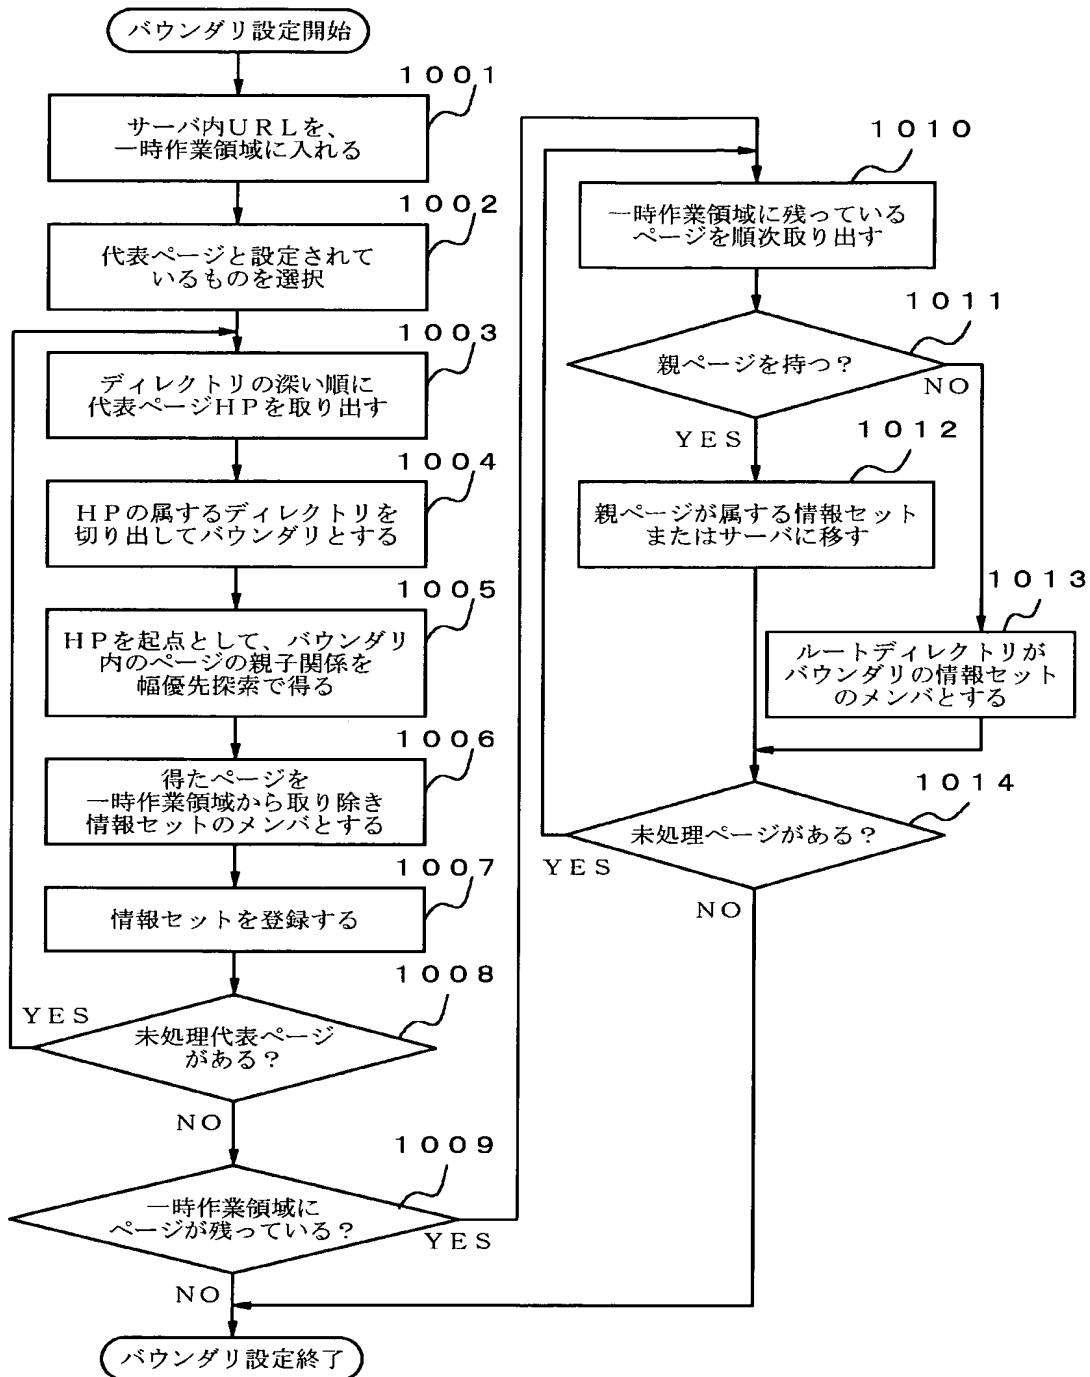 バウンダリ設定開始
1001
サーバ内URLを、
一時作業領域に入れる
1002
代表ページと設定されて
いるものを選択
1003
ディレクトリの深い順に
代表ページHPを取り出す
1004
HPの属するディレクトリを
切り出してバウンダリとする
1005
HPを起点として、バウンダリ
内のページの親子関係を
幅優先探索で得る
1006
得たページを
一時作業領域から取り除き
情報セットのメンバとする
1007
情報セットを登録する
1008
YES
未処理代表ページ
がある?
NO
1009
一時作業領域に
ページが残っている?
YES
NO
バウンダリ設定終了
1010
一時作業領域に残っている
ページを順次取り出す
1011
親ページを持つ?
NO
YES
1012
親ページが属する情報セット
またはサーバに移す
1013
ルートディレクトリが
バウンダリの情報セット
のメンバとする
1014
未処理ページがある?
YES
NO